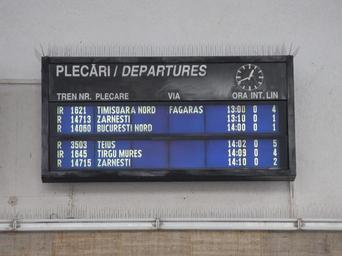 PLECĂRI / DEPARTURES
TREN NR. PLECARE VIA ORA INT. LIN
IR 1621 TIMISOARA NORD FAGARAS 13:00 0 4
R 14713 ZARNESTI 13:10 0 1
R 14060 BUCURESTI NORD 14:00 0 1
R 3503 TEIUS 14:02 0 5
IR 1645 TIRGU MURES 14:09 0 4
R 14715 ZARNESTI 14:10 0 2